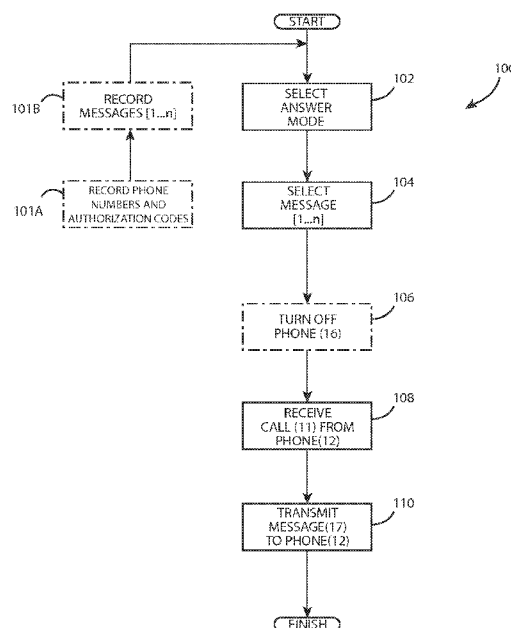 START
RECORD
MESSAGES [1...n]
101B
RECORD PHONE
NUMBERS AND
AUTHORIZATION CODES
101A
SELECT
ANSWER
MODE
102
100
SELECT
MESSAGE
[1...n]
104
TURN OFF
PHONE (16)
106
RECEIVE
CALL (11) FROM
PHONE(12)
108
TRANSMIT
MESSAGE(17)
TO PHONE(12)
110
FINISH